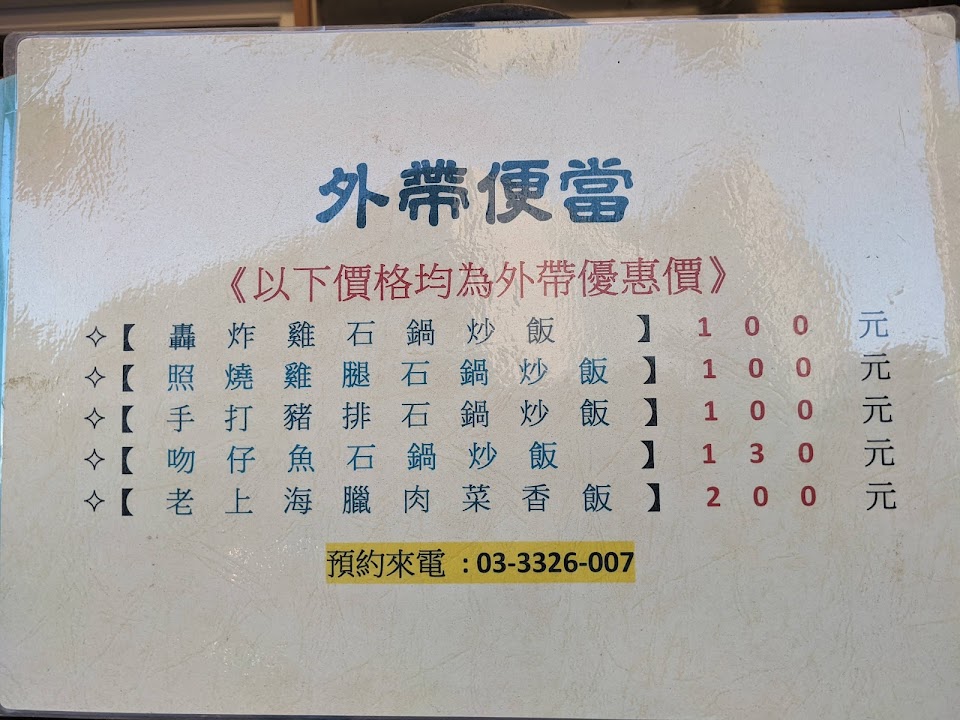 外帶便當
《以下價格均為外帶優惠價》
✧【 轟炸雞石鍋炒飯 】 100 元
✧【 照燒雞腿石鍋炒飯 】 100 元
✧【 手打豬排石鍋炒飯 】 100 元
✧【 吻仔魚石鍋炒飯 】 130 元
✧【 老上海臘肉菜香飯 】 200 元
預約來電 : 03-3326-007